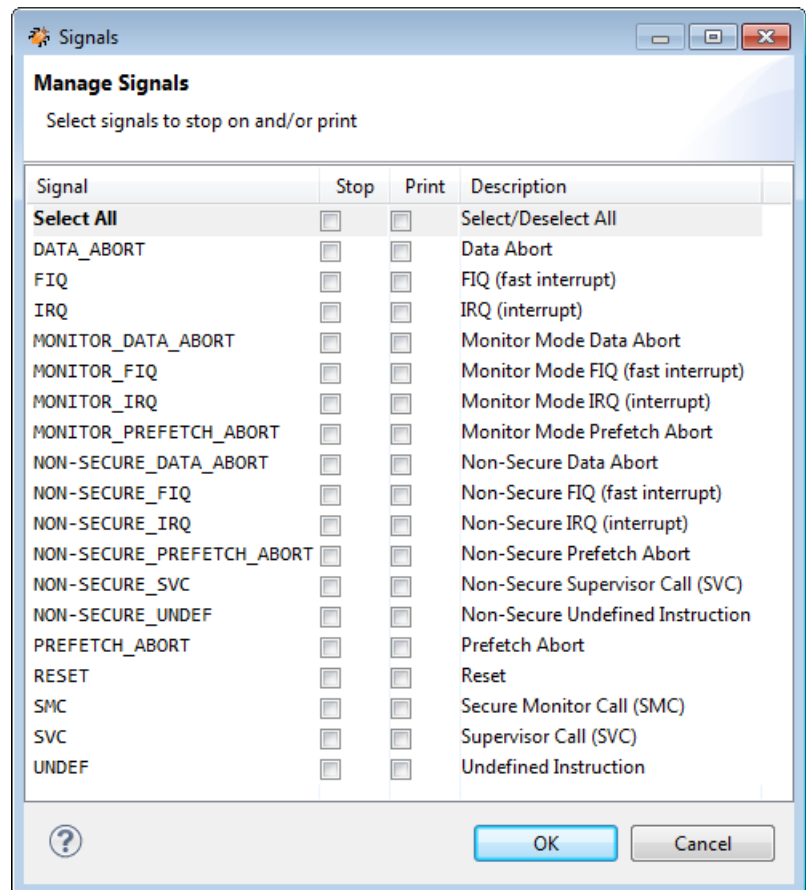 Signals
Manage Signals
Select signals to stop on and/or print
Signal Stop Print Description
Select All Select/Deselect All
DATA_ABORT Data Abort
FIQ FIQ (fast interrupt)
IRQ IRQ (interrupt)
MONITOR_DATA_ABORT Monitor Mode Data Abort
MONITOR_FIQ Monitor Mode FIQ (fast interrupt)
MONITOR_IRQ Monitor Mode IRQ (interrupt)
MONITOR_PREFETCH_ABORT Monitor Mode Prefetch Abort
NON-SECURE_DATA_ABORT Non-Secure Data Abort
NON-SECURE_FIQ Non-Secure FIQ (fast interrupt)
NON-SECURE_IRQ Non-Secure IRQ (interrupt)
NON-SECURE_PREFETCH_ABORT Non-Secure Prefetch Abort
NON-SECURE_SVC Non-Secure Supervisor Call (SVC)
NON-SECURE_UNDEF Non-Secure Undefined Instruction
PREFETCH_ABORT Prefetch Abort
RESET Reset
SMC Secure Monitor Call (SMC)
SVC Supervisor Call (SVC)
UNDEF Undefined Instruction
? OK Cancel